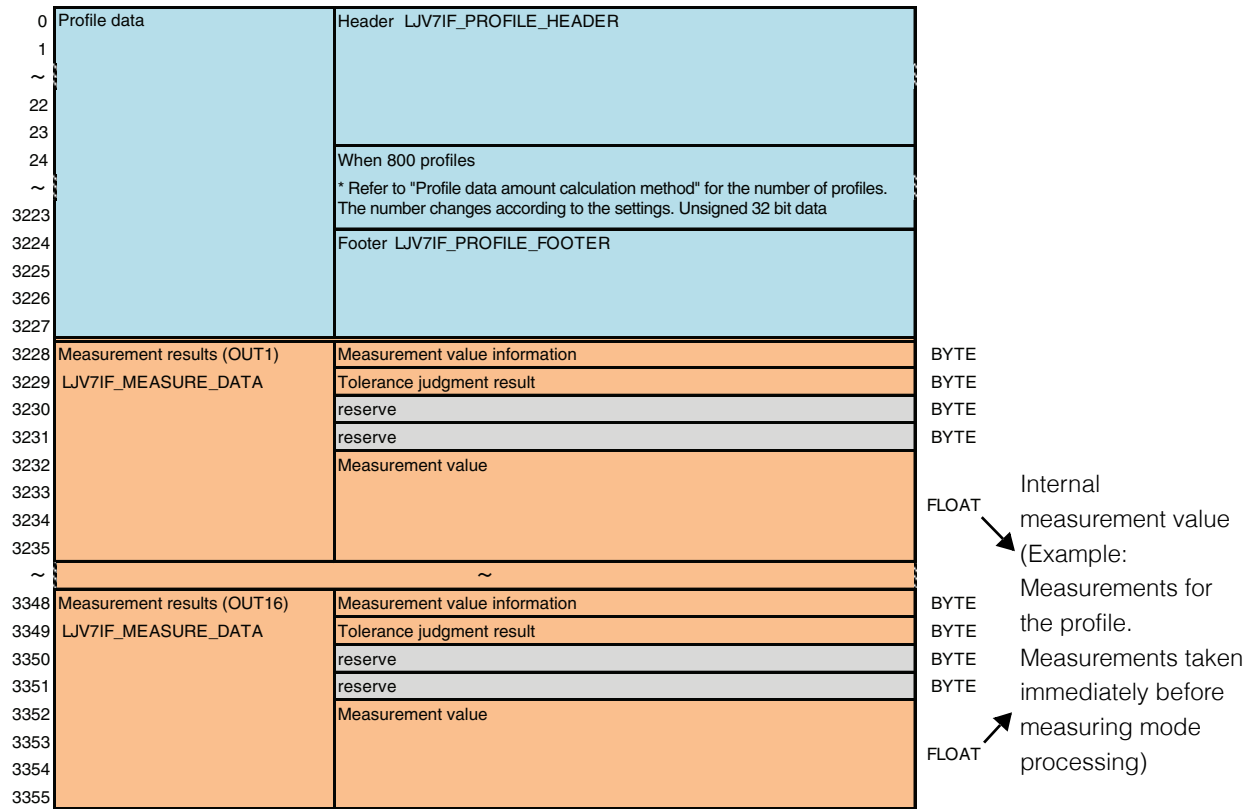 0 Profile data Header LJV7IF_PROFILE_HEADER
1
~
22
23
24 When 800 profiles
~ * Refer to "Profile data amount calculation method" for the number of profiles.
3223 The number changes according to the settings. Unsigned 32 bit data
3224 Footer LJV7IF_PROFILE_FOOTER
3225
3226
3227
3228 Measurement results (OUT1) Measurement value information BYTE
3229 LJV7IF_MEASURE_DATA Tolerance judgment result BYTE
3230 reserve BYTE
3231 reserve BYTE
3232 Measurement value
3233
3234 FLOAT
3235
~ ~
3348 Measurement results (OUT16) Measurement value information BYTE
3349 LJV7IF_MEASURE_DATA Tolerance judgment result BYTE
3350 reserve BYTE
3351 reserve BYTE
3352 Measurement value
3353
3354 FLOAT
3355
Internal
measurement value
(Example:
Measurements for
the profile.
Measurements taken
immediately before
measuring mode
processing)